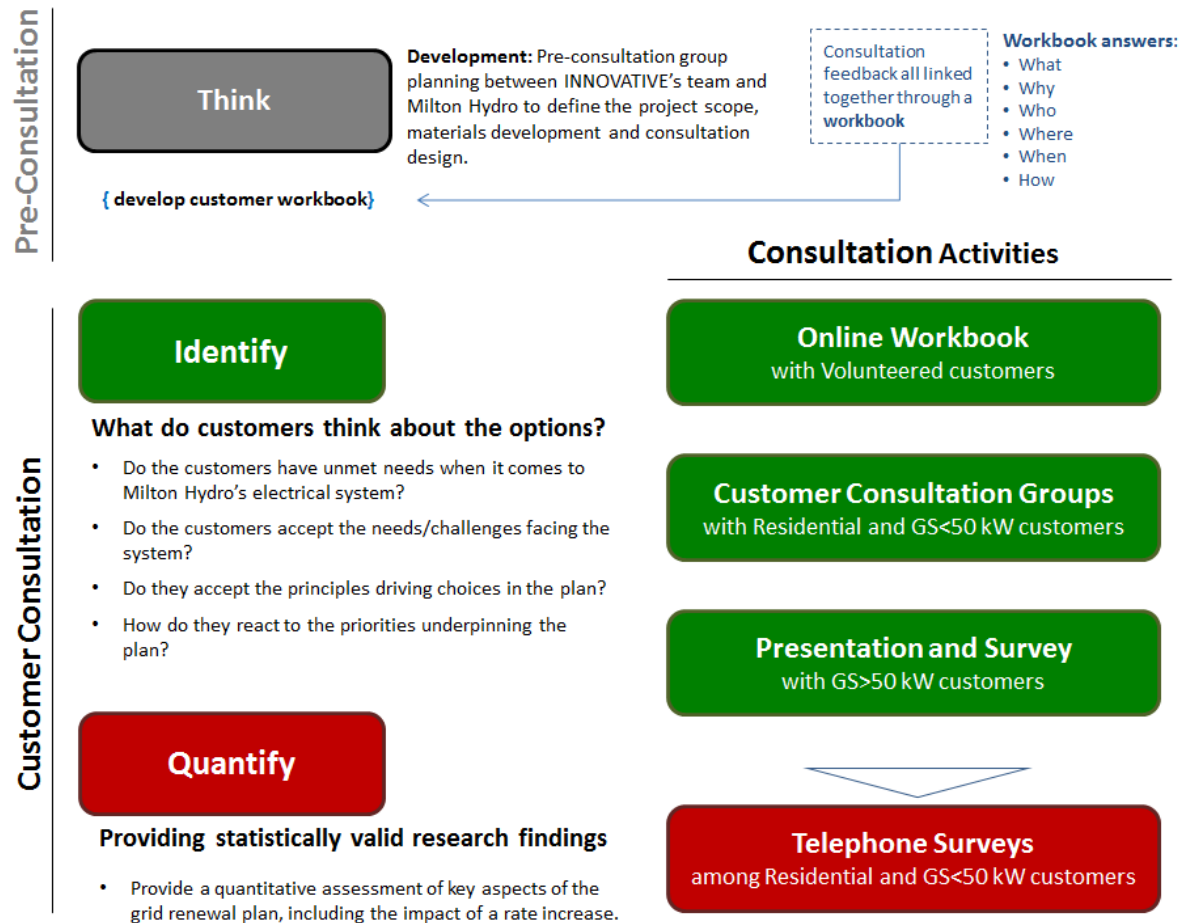 Pre-Consultation
Think
Development: Pre-consultation group
planning between INNOVATIVE's team and
Milton Hydro to define the project scope,
materials development and consultation
design.
Consultation
feedback all linked
together through a
workbook
Workbook answers:
• What
• Why
• Who
• Where
• When
• How
{ develop customer workbook}
Consultation Activities
Customer Consultation
Identify
What do customers think about the options?
• Do the customers have unmet needs when it comes to
Milton Hydro's electrical system?
• Do the customers accept the needs/challenges facing the
system?
• Do they accept the principles driving choices in the plan?
• How do they react to the priorities underpinning the
plan?
Quantify
Providing statistically valid research findings
• Provide a quantitative assessment of key aspects of the
grid renewal plan, including the impact of a rate increase.
Online Workbook
with Volunteered customers
Customer Consultation Groups
with Residential and GS<50 kW customers
Presentation and Survey
with GS>50 kW customers
Telephone Surveys
among Residential and GS<50 kW customers